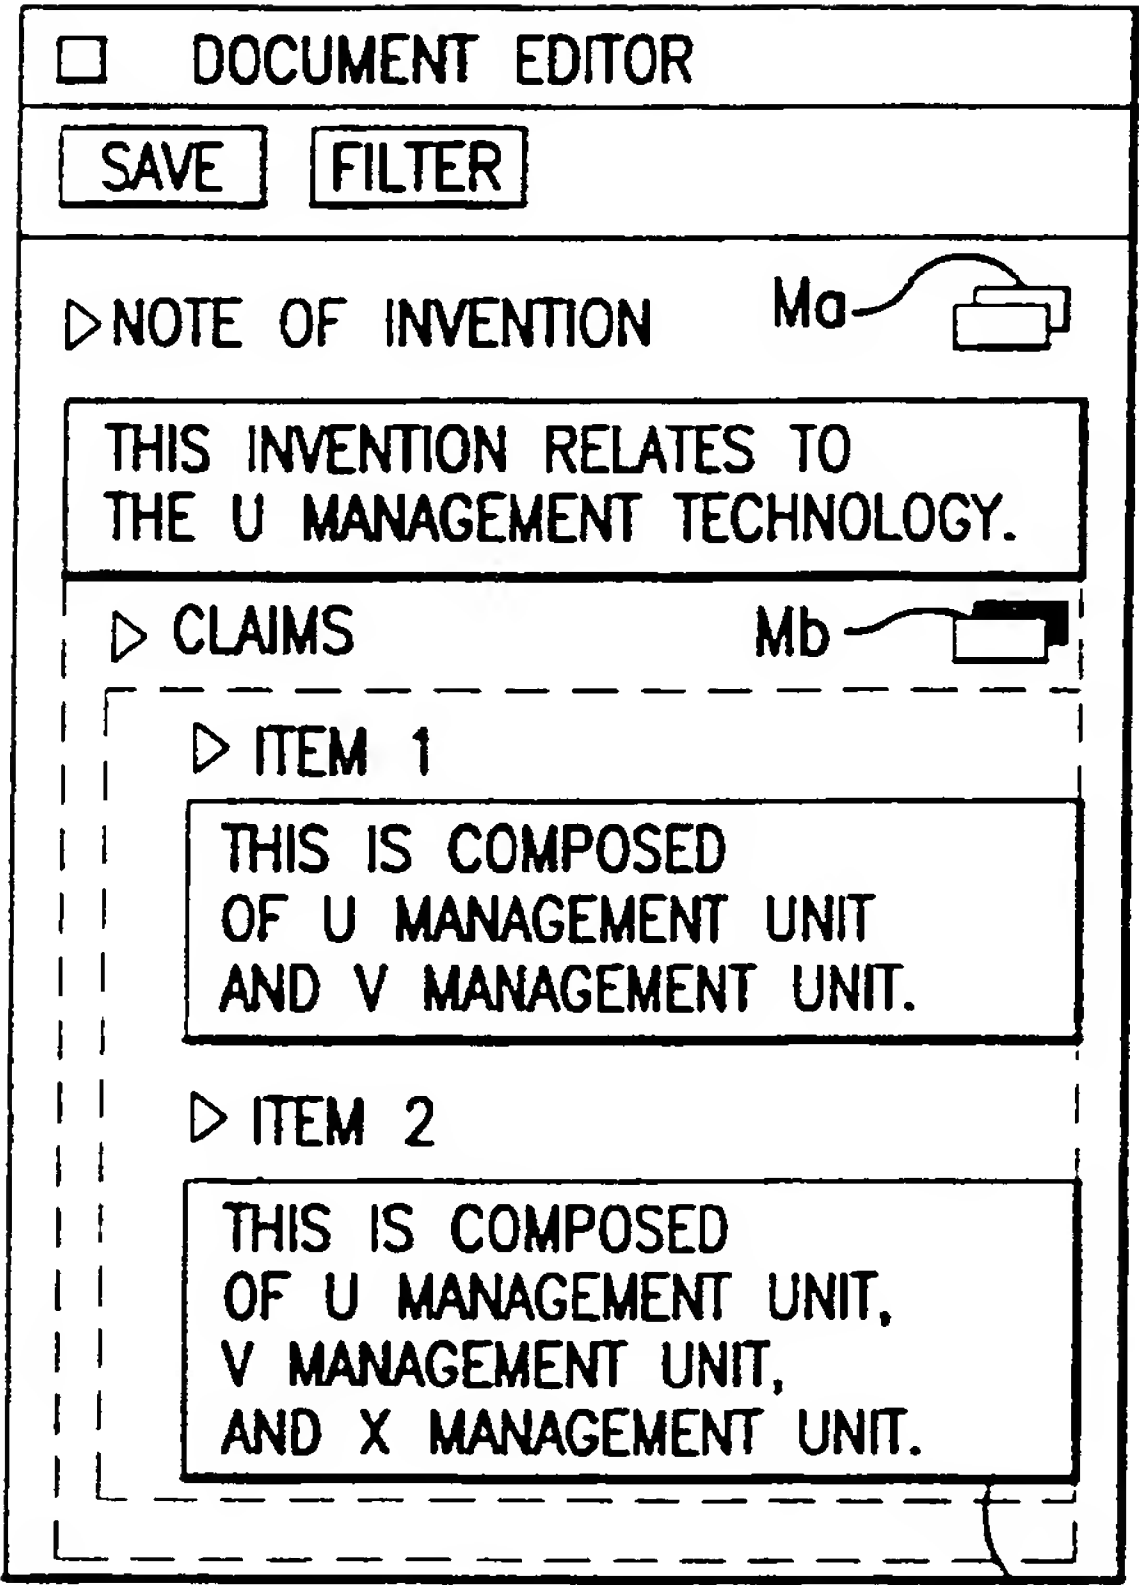 DOCUMENT EDITOR
SAVE FILTER
NOTE OF INVENTION Ma
THIS INVENTION RELATES TO
THE U MANAGEMENT TECHNOLOGY.
CLAIMS Mb
ITEM 1
THIS IS COMPOSED
OF U MANAGEMENT UNIT
AND V MANAGEMENT UNIT.
ITEM 2
THIS IS COMPOSED
OF U MANAGEMENT UNIT,
V MANAGEMENT UNIT,
AND X MANAGEMENT UNIT.